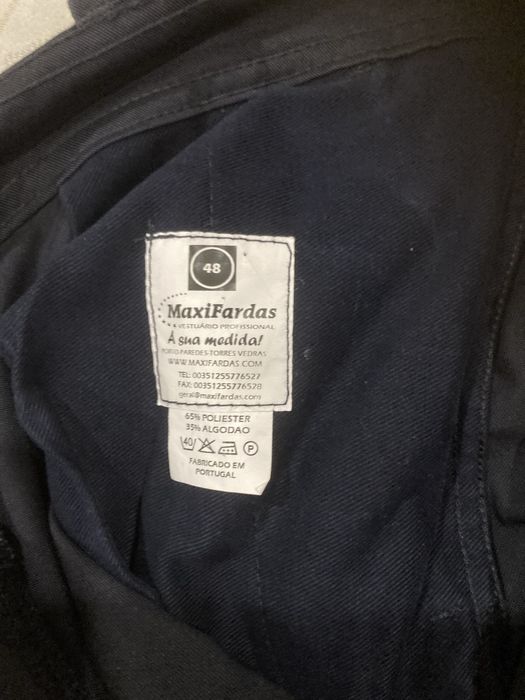 48
MaxiFardas
VESTUÁRIO PROFISSIONAL
Á sua medida!
PORTO-PAREDES-TORRES VEDRAS
WWW.MAXIFARDAS.COM
TEL: 00351255776527
FAX: 00351255776528
geral@maxifardas.com
65% POLIESTER
35% ALGODAO
40 P
FABRICADO EM
PORTUGAL